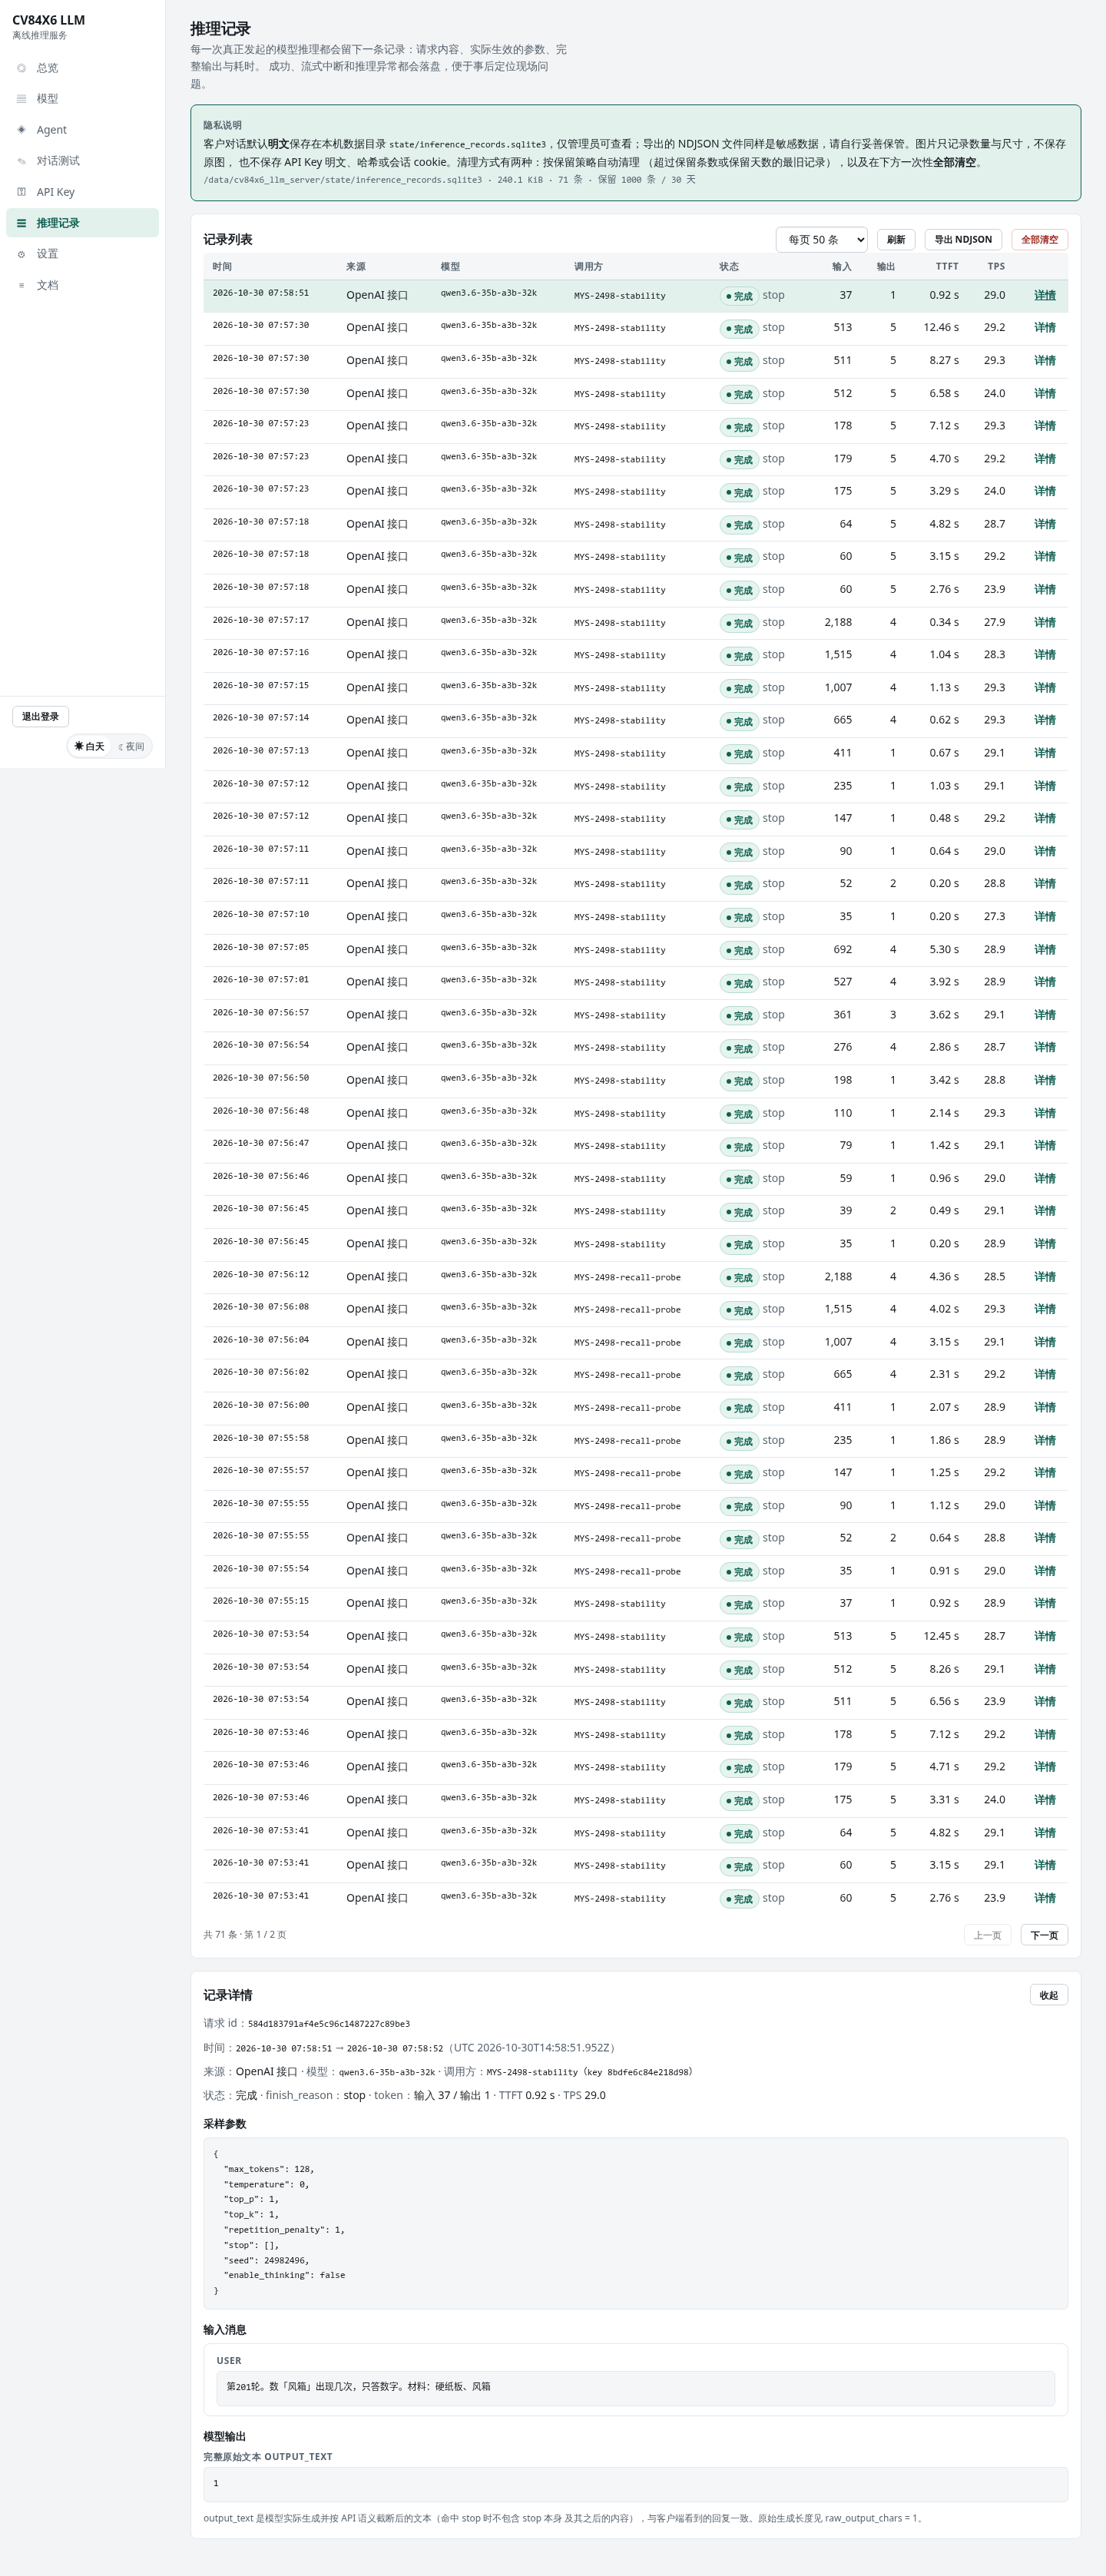 CV84X6 LLM
离线推理服务
总览
模型
Agent
对话测试
API Key
推理记录
设置
文档
退出登录
白天 夜间
推理记录
每一次真正发起的模型推理都会留下一条记录：请求内容、实际生效的参数、完
整输出与耗时。 成功、流式中断和推理异常都会落盘，便于事后定位现场问
题。
隐私说明
客户对话默认明文保存在本机数据目录 state/inference_records.sqlite3，仅管理员可查看；导出的 NDJSON 文件同样是敏感数据，请自行妥善保管。图片只记录数量与尺寸，不保存
原图， 也不保存 API Key 明文、哈希或会话 cookie。清理方式有两种：按保留策略自动清理 （超过保留条数或保留天数的最旧记录），以及在下方一次性全部清空。
/data/cv84x6_llm_server/state/inference_records.sqlite3 · 240.1 KiB · 71 条 · 保留 1000 条 / 30 天
记录列表 每页 50 条 刷新 导出 NDJSON 全部清空
时间 来源 模型 调用方 状态 输入 输出 TTFT TPS
2026-10-30 07:58:51 OpenAI 接口 qwen3.6-35b-a3b-32k MYS-2498-stability 完成 stop 37 1 0.92 s 29.0 详情
2026-10-30 07:57:30 OpenAI 接口 qwen3.6-35b-a3b-32k MYS-2498-stability 完成 stop 513 5 12.46 s 29.2 详情
2026-10-30 07:57:30 OpenAI 接口 qwen3.6-35b-a3b-32k MYS-2498-stability 完成 stop 511 5 8.27 s 29.3 详情
2026-10-30 07:57:30 OpenAI 接口 qwen3.6-35b-a3b-32k MYS-2498-stability 完成 stop 512 5 6.58 s 24.0 详情
2026-10-30 07:57:23 OpenAI 接口 qwen3.6-35b-a3b-32k MYS-2498-stability 完成 stop 178 5 7.12 s 29.3 详情
2026-10-30 07:57:23 OpenAI 接口 qwen3.6-35b-a3b-32k MYS-2498-stability 完成 stop 179 5 4.70 s 29.2 详情
2026-10-30 07:57:23 OpenAI 接口 qwen3.6-35b-a3b-32k MYS-2498-stability 完成 stop 175 5 3.29 s 24.0 详情
2026-10-30 07:57:18 OpenAI 接口 qwen3.6-35b-a3b-32k MYS-2498-stability 完成 stop 64 5 4.82 s 28.7 详情
2026-10-30 07:57:18 OpenAI 接口 qwen3.6-35b-a3b-32k MYS-2498-stability 完成 stop 60 5 3.15 s 29.2 详情
2026-10-30 07:57:18 OpenAI 接口 qwen3.6-35b-a3b-32k MYS-2498-stability 完成 stop 60 5 2.76 s 23.9 详情
2026-10-30 07:57:17 OpenAI 接口 qwen3.6-35b-a3b-32k MYS-2498-stability 完成 stop 2,188 4 0.34 s 27.9 详情
2026-10-30 07:57:16 OpenAI 接口 qwen3.6-35b-a3b-32k MYS-2498-stability 完成 stop 1,515 4 1.04 s 28.3 详情
2026-10-30 07:57:15 OpenAI 接口 qwen3.6-35b-a3b-32k MYS-2498-stability 完成 stop 1,007 4 1.13 s 29.3 详情
2026-10-30 07:57:14 OpenAI 接口 qwen3.6-35b-a3b-32k MYS-2498-stability 完成 stop 665 4 0.62 s 29.3 详情
2026-10-30 07:57:13 OpenAI 接口 qwen3.6-35b-a3b-32k MYS-2498-stability 完成 stop 411 1 0.67 s 29.1 详情
2026-10-30 07:57:12 OpenAI 接口 qwen3.6-35b-a3b-32k MYS-2498-stability 完成 stop 235 1 1.03 s 29.1 详情
2026-10-30 07:57:12 OpenAI 接口 qwen3.6-35b-a3b-32k MYS-2498-stability 完成 stop 147 1 0.48 s 29.2 详情
2026-10-30 07:57:11 OpenAI 接口 qwen3.6-35b-a3b-32k MYS-2498-stability 完成 stop 90 1 0.64 s 29.0 详情
2026-10-30 07:57:11 OpenAI 接口 qwen3.6-35b-a3b-32k MYS-2498-stability 完成 stop 52 2 0.20 s 28.8 详情
2026-10-30 07:57:10 OpenAI 接口 qwen3.6-35b-a3b-32k MYS-2498-stability 完成 stop 35 1 0.20 s 27.3 详情
2026-10-30 07:57:05 OpenAI 接口 qwen3.6-35b-a3b-32k MYS-2498-stability 完成 stop 692 4 5.30 s 28.9 详情
2026-10-30 07:57:01 OpenAI 接口 qwen3.6-35b-a3b-32k MYS-2498-stability 完成 stop 527 4 3.92 s 28.9 详情
2026-10-30 07:56:57 OpenAI 接口 qwen3.6-35b-a3b-32k MYS-2498-stability 完成 stop 361 3 3.62 s 29.1 详情
2026-10-30 07:56:54 OpenAI 接口 qwen3.6-35b-a3b-32k MYS-2498-stability 完成 stop 276 4 2.86 s 28.7 详情
2026-10-30 07:56:50 OpenAI 接口 qwen3.6-35b-a3b-32k MYS-2498-stability 完成 stop 198 1 3.42 s 28.8 详情
2026-10-30 07:56:48 OpenAI 接口 qwen3.6-35b-a3b-32k MYS-2498-stability 完成 stop 110 1 2.14 s 29.3 详情
2026-10-30 07:56:47 OpenAI 接口 qwen3.6-35b-a3b-32k MYS-2498-stability 完成 stop 79 1 1.42 s 29.1 详情
2026-10-30 07:56:46 OpenAI 接口 qwen3.6-35b-a3b-32k MYS-2498-stability 完成 stop 59 1 0.96 s 29.0 详情
2026-10-30 07:56:45 OpenAI 接口 qwen3.6-35b-a3b-32k MYS-2498-stability 完成 stop 39 2 0.49 s 29.1 详情
2026-10-30 07:56:45 OpenAI 接口 qwen3.6-35b-a3b-32k MYS-2498-stability 完成 stop 35 1 0.20 s 28.9 详情
2026-10-30 07:56:12 OpenAI 接口 qwen3.6-35b-a3b-32k MYS-2498-recall-probe 完成 stop 2,188 4 4.36 s 28.5 详情
2026-10-30 07:56:08 OpenAI 接口 qwen3.6-35b-a3b-32k MYS-2498-recall-probe 完成 stop 1,515 4 4.02 s 29.3 详情
2026-10-30 07:56:04 OpenAI 接口 qwen3.6-35b-a3b-32k MYS-2498-recall-probe 完成 stop 1,007 4 3.15 s 29.1 详情
2026-10-30 07:56:02 OpenAI 接口 qwen3.6-35b-a3b-32k MYS-2498-recall-probe 完成 stop 665 4 2.31 s 29.2 详情
2026-10-30 07:56:00 OpenAI 接口 qwen3.6-35b-a3b-32k MYS-2498-recall-probe 完成 stop 411 1 2.07 s 28.9 详情
2026-10-30 07:55:58 OpenAI 接口 qwen3.6-35b-a3b-32k MYS-2498-recall-probe 完成 stop 235 1 1.86 s 28.9 详情
2026-10-30 07:55:57 OpenAI 接口 qwen3.6-35b-a3b-32k MYS-2498-recall-probe 完成 stop 147 1 1.25 s 29.2 详情
2026-10-30 07:55:55 OpenAI 接口 qwen3.6-35b-a3b-32k MYS-2498-recall-probe 完成 stop 90 1 1.12 s 29.0 详情
2026-10-30 07:55:55 OpenAI 接口 qwen3.6-35b-a3b-32k MYS-2498-recall-probe 完成 stop 52 2 0.64 s 28.8 详情
2026-10-30 07:55:54 OpenAI 接口 qwen3.6-35b-a3b-32k MYS-2498-recall-probe 完成 stop 35 1 0.91 s 29.0 详情
2026-10-30 07:55:15 OpenAI 接口 qwen3.6-35b-a3b-32k MYS-2498-stability 完成 stop 37 1 0.92 s 28.9 详情
2026-10-30 07:53:54 OpenAI 接口 qwen3.6-35b-a3b-32k MYS-2498-stability 完成 stop 513 5 12.45 s 28.7 详情
2026-10-30 07:53:54 OpenAI 接口 qwen3.6-35b-a3b-32k MYS-2498-stability 完成 stop 512 5 8.26 s 29.1 详情
2026-10-30 07:53:54 OpenAI 接口 qwen3.6-35b-a3b-32k MYS-2498-stability 完成 stop 511 5 6.56 s 23.9 详情
2026-10-30 07:53:46 OpenAI 接口 qwen3.6-35b-a3b-32k MYS-2498-stability 完成 stop 178 5 7.12 s 29.2 详情
2026-10-30 07:53:46 OpenAI 接口 qwen3.6-35b-a3b-32k MYS-2498-stability 完成 stop 179 5 4.71 s 29.2 详情
2026-10-30 07:53:46 OpenAI 接口 qwen3.6-35b-a3b-32k MYS-2498-stability 完成 stop 175 5 3.31 s 24.0 详情
2026-10-30 07:53:41 OpenAI 接口 qwen3.6-35b-a3b-32k MYS-2498-stability 完成 stop 64 5 4.82 s 29.1 详情
2026-10-30 07:53:41 OpenAI 接口 qwen3.6-35b-a3b-32k MYS-2498-stability 完成 stop 60 5 3.15 s 29.1 详情
2026-10-30 07:53:41 OpenAI 接口 qwen3.6-35b-a3b-32k MYS-2498-stability 完成 stop 60 5 2.76 s 23.9 详情
共 71 条 · 第 1 / 2 页 上一页 下一页
记录详情 收起
请求 id：584d183791af4e5c96c1487227c89be3
时间：2026-10-30 07:58:51 → 2026-10-30 07:58:52（UTC 2026-10-30T14:58:51.952Z）
来源：OpenAI 接口 · 模型：qwen3.6-35b-a3b-32k · 调用方：MYS-2498-stability（key 8bdfe6c84e218d98）
状态：完成 · finish_reason：stop · token：输入 37 / 输出 1 · TTFT 0.92 s · TPS 29.0
采样参数
{
"max_tokens": 128,
"temperature": 0,
"top_p": 1,
"top_k": 1,
"repetition_penalty": 1,
"stop": [],
"seed": 24982496,
"enable_thinking": false
}
输入消息
USER
第201轮。数「风箱」出现几次，只答数字。材料：硬纸板、风箱
模型输出
完整原始文本 OUTPUT_TEXT
1
output_text 是模型实际生成并按 API 语义截断后的文本（命中 stop 时不包含 stop 本身 及其之后的内容），与客户端看到的回复一致。原始生成长度见 raw_output_chars = 1。